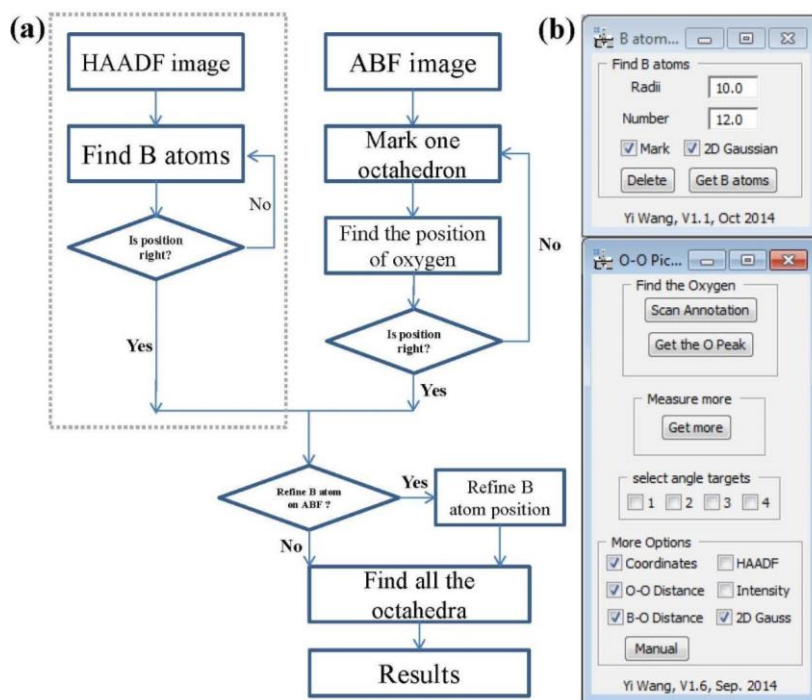 (a)
HAADF image
ABF image
Find B atoms
Mark one
octahedron
No
Is position
right?
Find the position
of oxygen
No
Is position
right?
Yes
Yes
Refine B atom
on ABF ?
Yes
Refine B
atom position
No
Find all the
octahedra
Results
(b)
B atom...
Find B atoms
Radii 10.0
Number 12.0
Mark 2D Gaussian
Delete Get B atoms
Yi Wang, V1.1, Oct 2014
O-O Pic...
Find the Oxygen
Scan Annotation
Get the O Peak
Measure more
Get more
select angle targets
1 2 3 4
More Options
Coordinates HAADF
O-O Distance Intensity
B-O Distance 2D Gauss
Manual
Yi Wang, V1.6, Sep. 2014